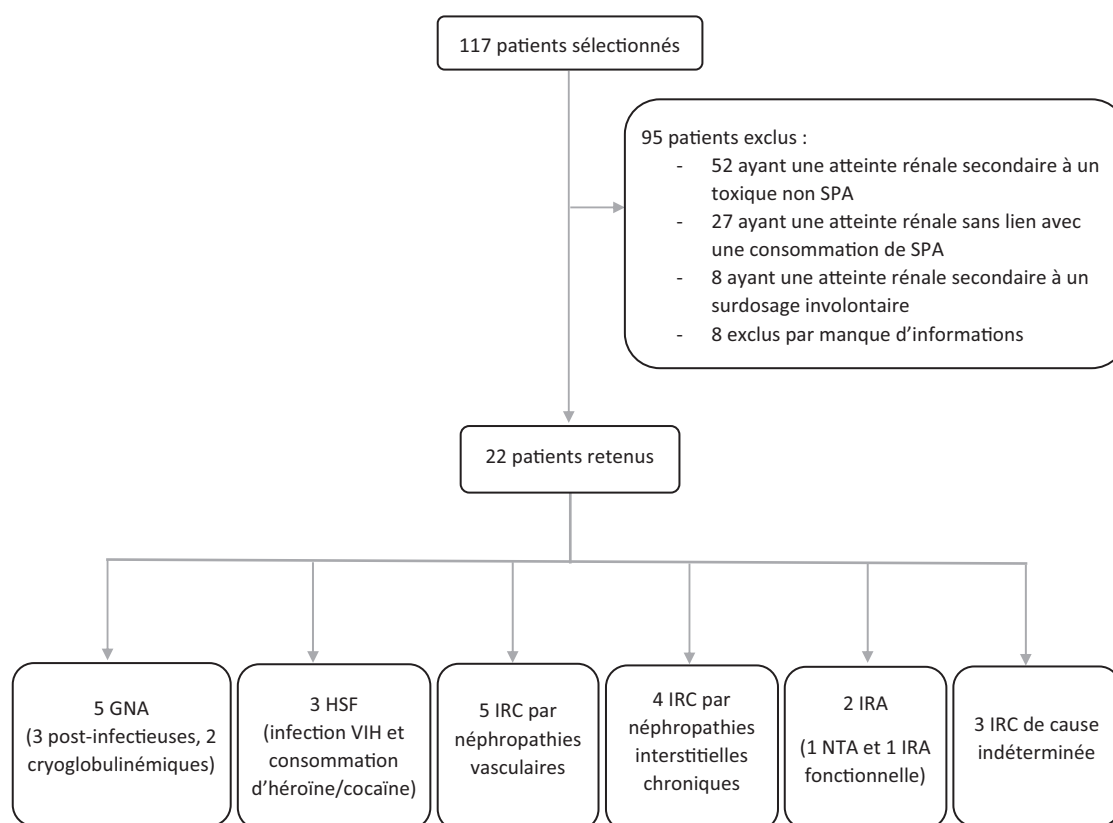 117 patients sélectionnés
95 patients exclus :
- 52 ayant une atteinte rénale secondaire à un
toxique non SPA
- 27 ayant une atteinte rénale sans lien avec
une consommation de SPA
- 8 ayant une atteinte rénale secondaire à un
surdosage involontaire
- 8 exclus par manque d'informations
22 patients retenus
5 GNA
(3 post-infectieuses, 2
cryoglobulinémiques)
3 HSF
(infection VIH et
consommation
d'héroïne/cocaïne)
5 IRC par
néphropathies
vasculaires
4 IRC par
néphropathies
interstitielles
chroniques
2 IRA
(1 NTA et 1 IRA
fonctionnelle)
3 IRC de cause
indéterminée